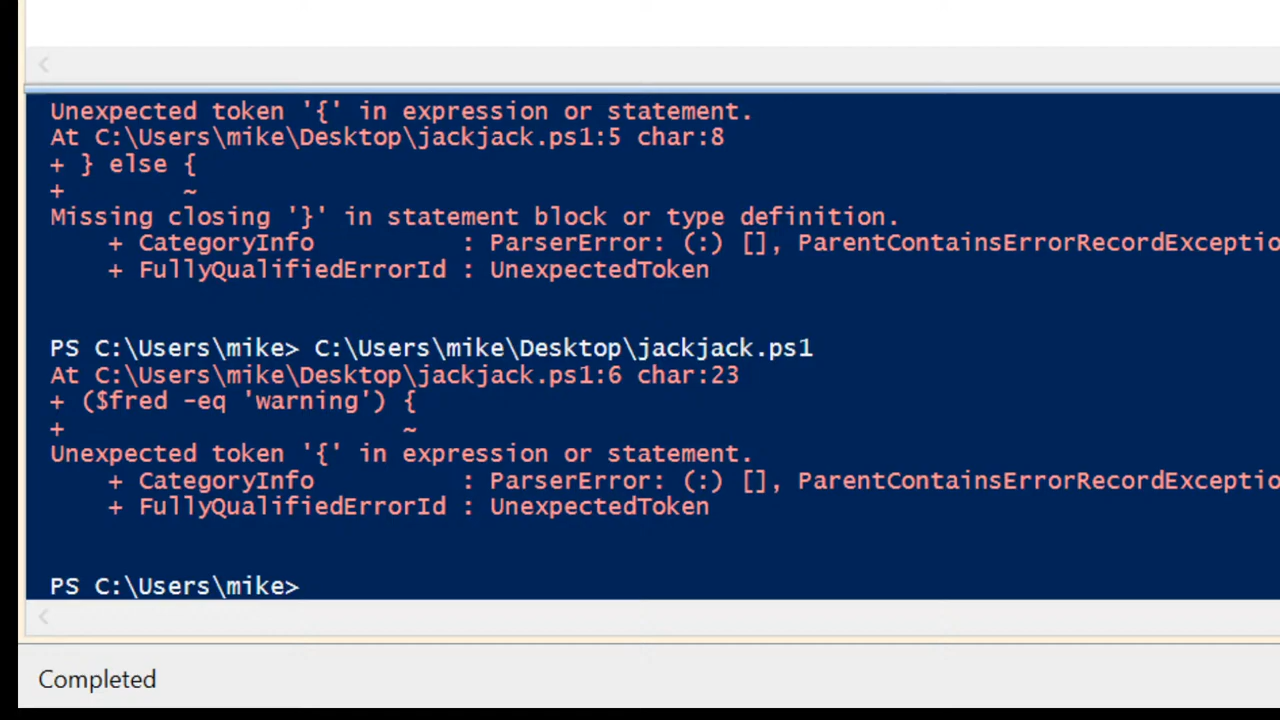 Unexpected token '{' in expression or statement.
At C:\Users\mike\Desktop\jackjack.ps1:5 char:8
+ } else {
+        ~
Missing closing '}' in statement block or type definition.
    + CategoryInfo          : ParserError: (:) [], ParentContainsErrorRecordExceptio
    + FullyQualifiedErrorId : UnexpectedToken
PS C:\Users\mike> C:\Users\mike\Desktop\jackjack.ps1
At C:\Users\mike\Desktop\jackjack.ps1:6 char:23
+ ($fred -eq 'warning') {
+                       ~
Unexpected token '{' in expression or statement.
    + CategoryInfo          : ParserError: (:) [], ParentContainsErrorRecordExceptio
    + FullyQualifiedErrorId : UnexpectedToken
PS C:\Users\mike>
Completed